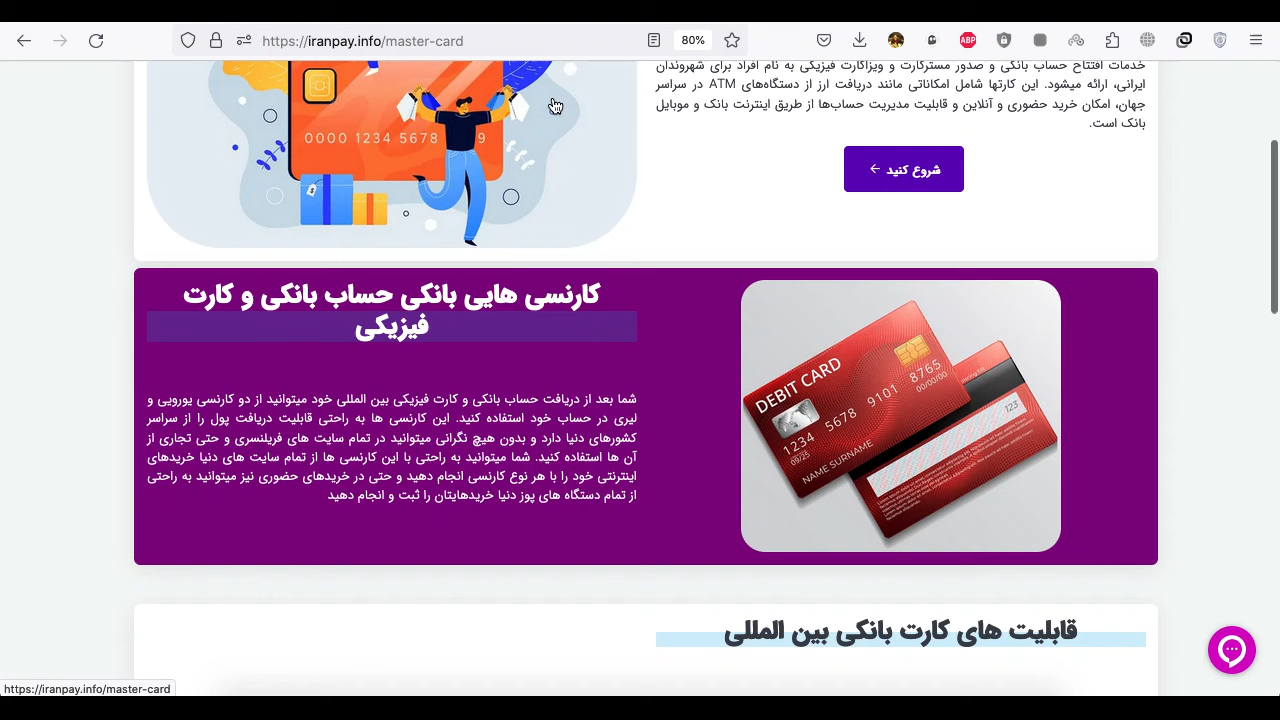 https://iranpay.info/master-card
80%
ABP
خدمات افتتاح حساب بانکی و صدور مسترکارت و ویزاکارت فیزیکی به نام افراد برای شهروندان
ایرانی، ارائه میشود. این کارتها شامل امکاناتی مانند دریافت ارز از دستگاه‌های ATM در سراسر
جهان، امکان خرید حضوری و آنلاین و قابلیت مدیریت حساب‌ها از طریق اینترنت بانک و موبایل
بانک است.
شروع کنید ←
0000 1234 5678 9
$
کارنسی هایی بانکی حساب بانکی و کارت
فیزیکی
شما بعد از دریافت حساب بانکی و کارت فیزیکی بین المللی خود میتوانید از دو کارنسی یورویی و
لیری در حساب خود استفاده کنید. این کارنسی ها به راحتی قابلیت دریافت پول را از سراسر
کشورهای دنیا دارد و بدون هیچ نگرانی میتوانید در تمام سایت های فریلنسری و حتی تجاری از
آن ها استفاده کنید. شما میتوانید به راحتی با این کارنسی ها از تمام سایت های دنیا خریدهای
اینترنتی خود را با هر نوع کارنسی انجام دهید و حتی در خریدهای حضوری نیز میتوانید به راحتی
از تمام دستگاه های پوز دنیا خریدهایتان را ثبت و انجام دهید
DEBIT CARD
1234 5678 9101 8765
09/25
00/00/00
NAME SURNAME
123
قابلیت های کارت بانکی بین المللی
https://iranpay.info/master-card